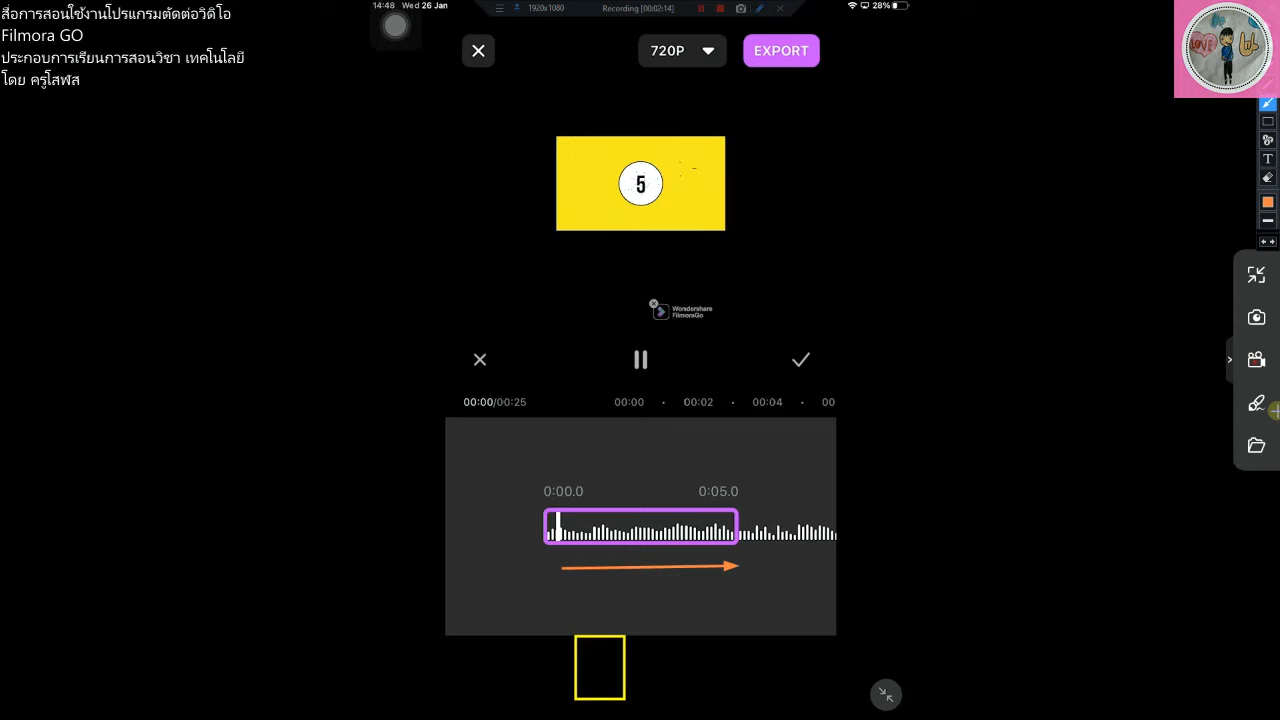 สื่อการสอนใช้งานโปรแกรมตัดต่อวิดิโอ
Filmora GO
ประกอบการเรียนการสอนวิชา เทคโนโลยี
โดย ครูโสฬส
14:48 Wed 26 Jan
1920x1080 Recording [00:02:14]
28%
LOVE
720P EXPORT
5
Wondershare
FilmoraGo
00:00/00:25 00:00 00:02 00:04 00
0:00.0 0:05.0
T